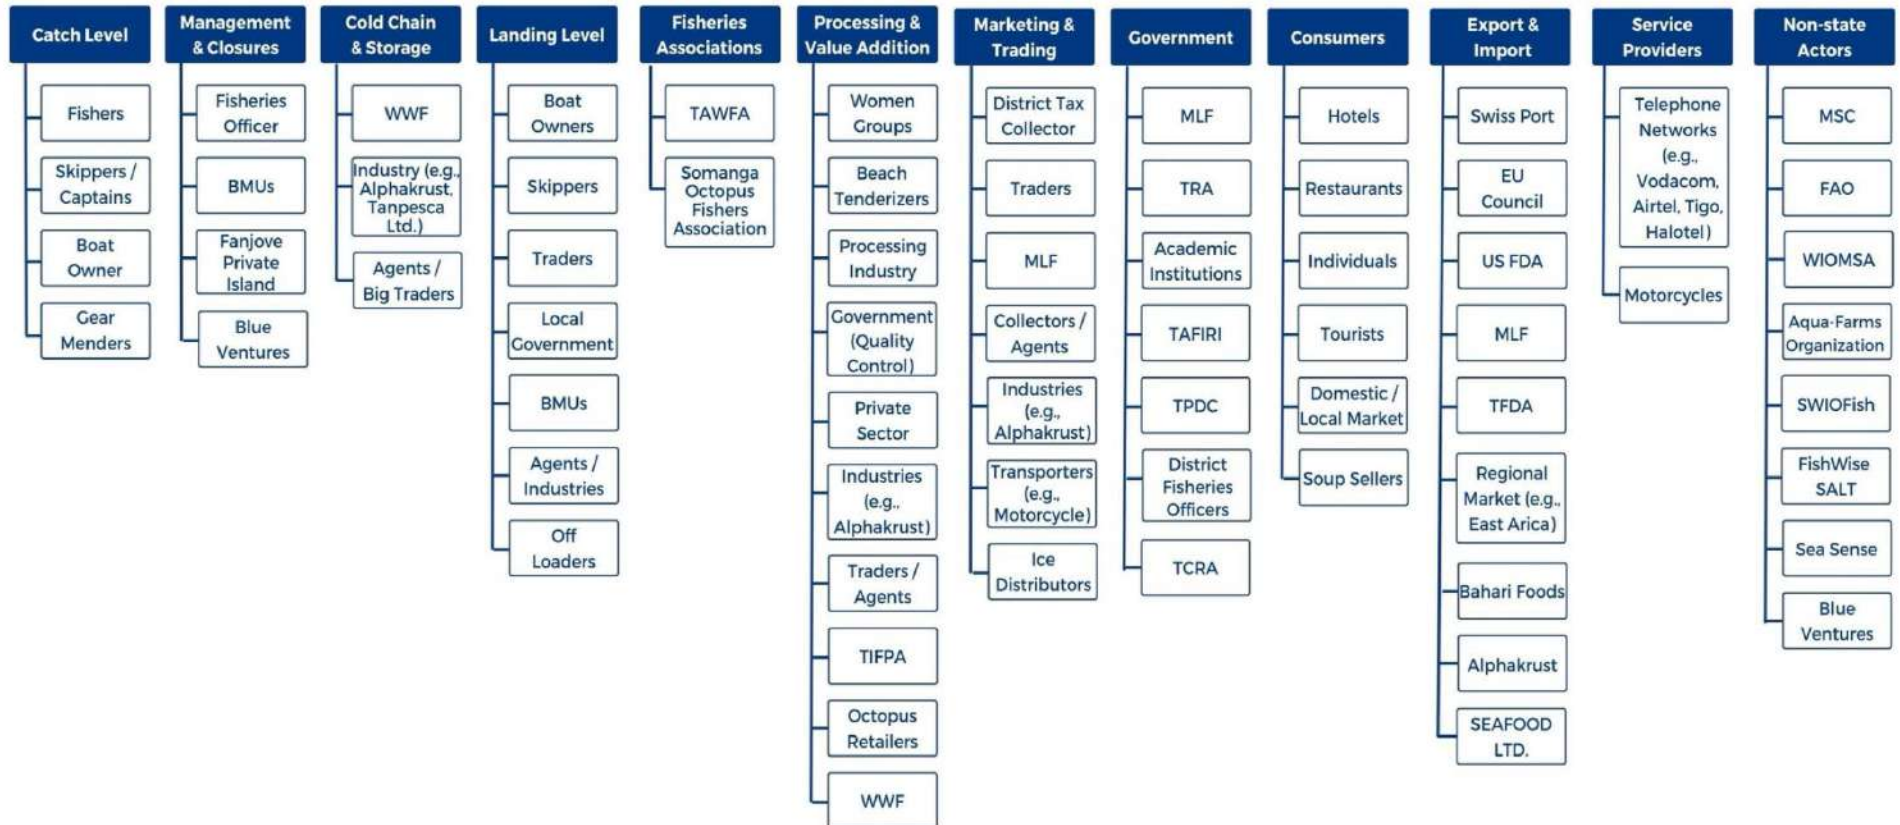 Catch Level
Fishers
Skippers /
Captains
Boat
Owner
Gear
Menders
Management
& Closures
Fisheries
Officer
BMUs
Fanjove
Private
Island
Blue
Ventures
Cold Chain
& Storage
WWF
Industry (e.g.,
Alphakrust,
Tanpesca
Ltd.)
Agents /
Big Traders
Landing Level
Boat
Owners
Skippers
Traders
Local
Government
BMUs
Agents /
Industries
Off
Loaders
Fisheries
Associations
TAWFA
Somanga
Octopus
Fishers
Association
Processing &
Value Addition
Women
Groups
Beach
Tenderizers
Processing
Industry
Government
(Quality
Control)
Private
Sector
Industries
(e.g.,
Alphakrust)
Traders /
Agents
TIFPA
Octopus
Retailers
WWF
Marketing &
Trading
District Tax
Collector
Traders
MLF
Collectors /
Agents
Industries
(e.g.,
Alphakrust)
Transporters
(e.g.,
Motorcycle)
Ice
Distributors
Government
MLF
TRA
Academic
Institutions
TAFIRI
TPDC
District
Fisheries
Officers
TCRA
Consumers
Hotels
Restaurants
Individuals
Tourists
Domestic /
Local Market
Soup Sellers
Export &
Import
Swiss Port
EU
Council
US FDA
MLF
TFDA
Regional
Market (e.g.,
East Arica)
Bahari Foods
Alphakrust
SEAFOOD
LTD.
Service
Providers
Telephone
Networks
(e.g.,
Vodacom,
Airtel, Tigo,
Halotel)
Motorcycles
Non-state
Actors
MSC
FAO
WIOMSA
Aqua-Farms
Organization
SWIOFish
FishWise
SALT
Sea Sense
Blue
Ventures